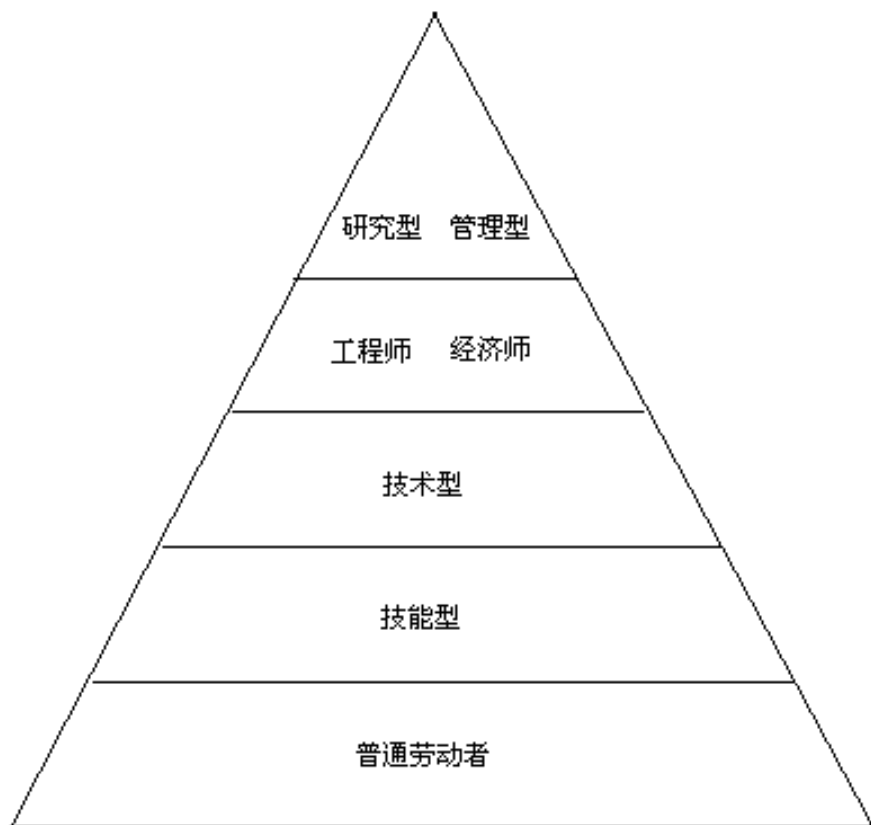 研究型 管理型
工程师 经济师
技术型
技能型
普通劳动者